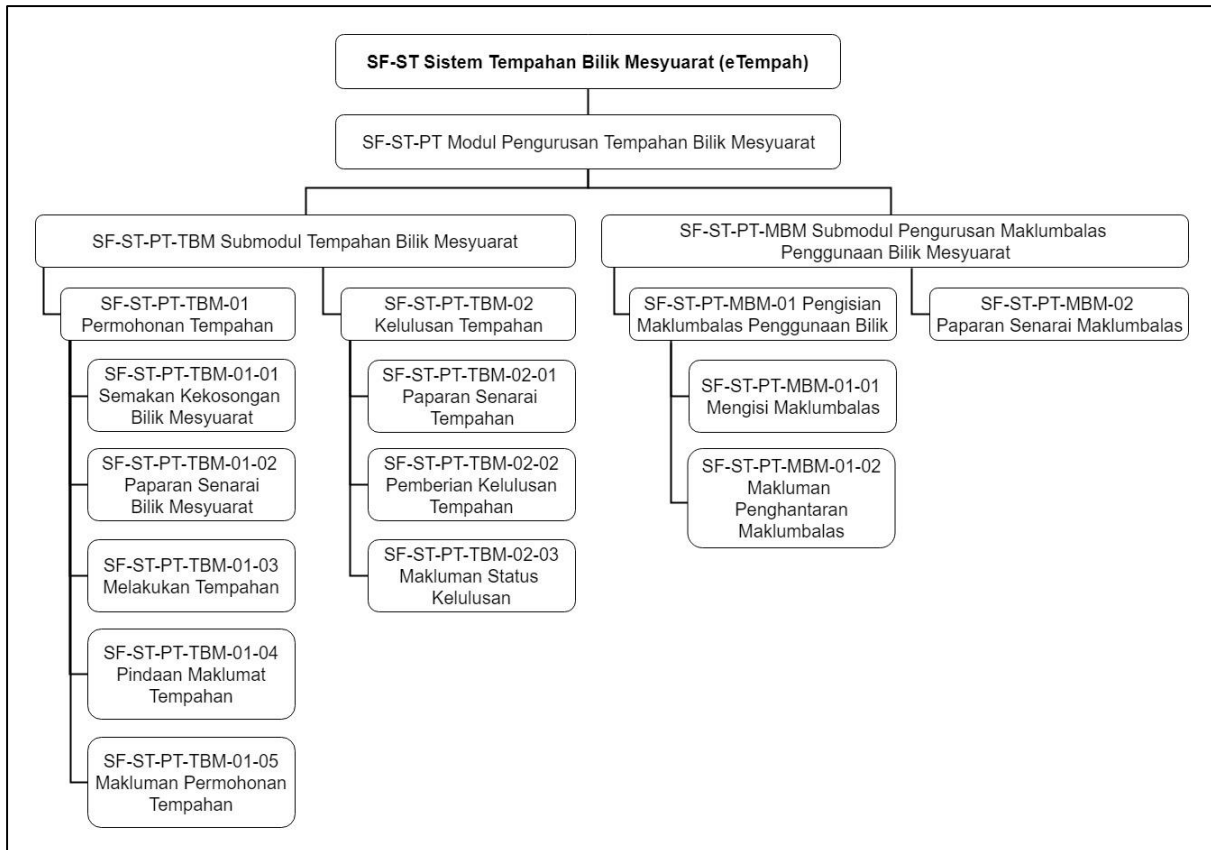 SF-ST Sistem Tempahan Bilik Mesyuarat (eTempah)
SF-ST-PT Modul Pengurusan Tempahan Bilik Mesyuarat
SF-ST-PT-TBM Submodul Tempahan Bilik Mesyuarat
SF-ST-PT-MBM Submodul Pengurusan Maklumbalas
Penggunaan Bilik Mesyuarat
SF-ST-PT-TBM-01
Permohonan Tempahan
SF-ST-PT-TBM-01-01
Semakan Kekosongan
Bilik Mesyuarat
SF-ST-PT-TBM-01-02
Paparan Senarai
Bilik Mesyuarat
SF-ST-PT-TBM-01-03
Melakukan Tempahan
SF-ST-PT-TBM-01-04
Pindaan Maklumat
Tempahan
SF-ST-PT-TBM-01-05
Makluman Permohonan
Tempahan
SF-ST-PT-TBM-02
Kelulusan Tempahan
SF-ST-PT-TBM-02-01
Paparan Senarai
Tempahan
SF-ST-PT-TBM-02-02
Pemberian Kelulusan
Tempahan
SF-ST-PT-TBM-02-03
Makluman Status
Kelulusan
SF-ST-PT-MBM-01 Pengisian
Maklumbalas Penggunaan Bilik
SF-ST-PT-MBM-01-01
Mengisi Maklumbalas
SF-ST-PT-MBM-01-02
Makluman
Penghantaran
Maklumbalas
SF-ST-PT-MBM-02
Paparan Senarai Maklumbalas